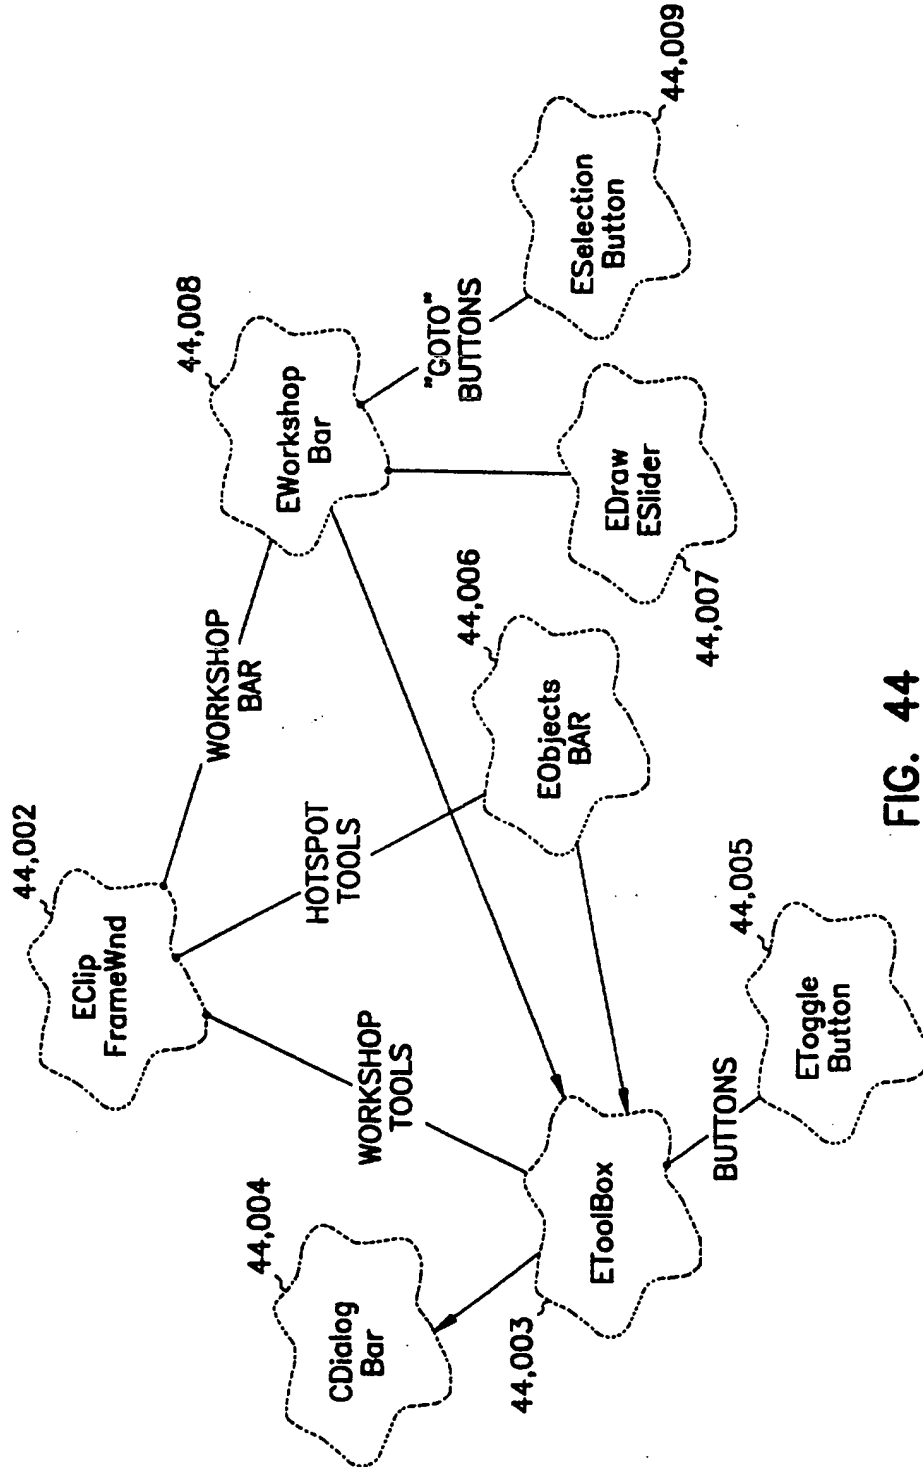 44,002
EClip
FrameWnd
WORKSHOP
BAR
44,008
EWorkshop
Bar
HOTSPOT
TOOLS
WORKSHOP
TOOLS
"GOTO"
BUTTONS
44,004
CDialog
Bar
44,003
EToolBox
44,006
EObjects
BAR
EDraw
ESlider
44,007
ESelection
Button
44,009
BUTTONS
44,005
EToggle
Button
FIG. 44